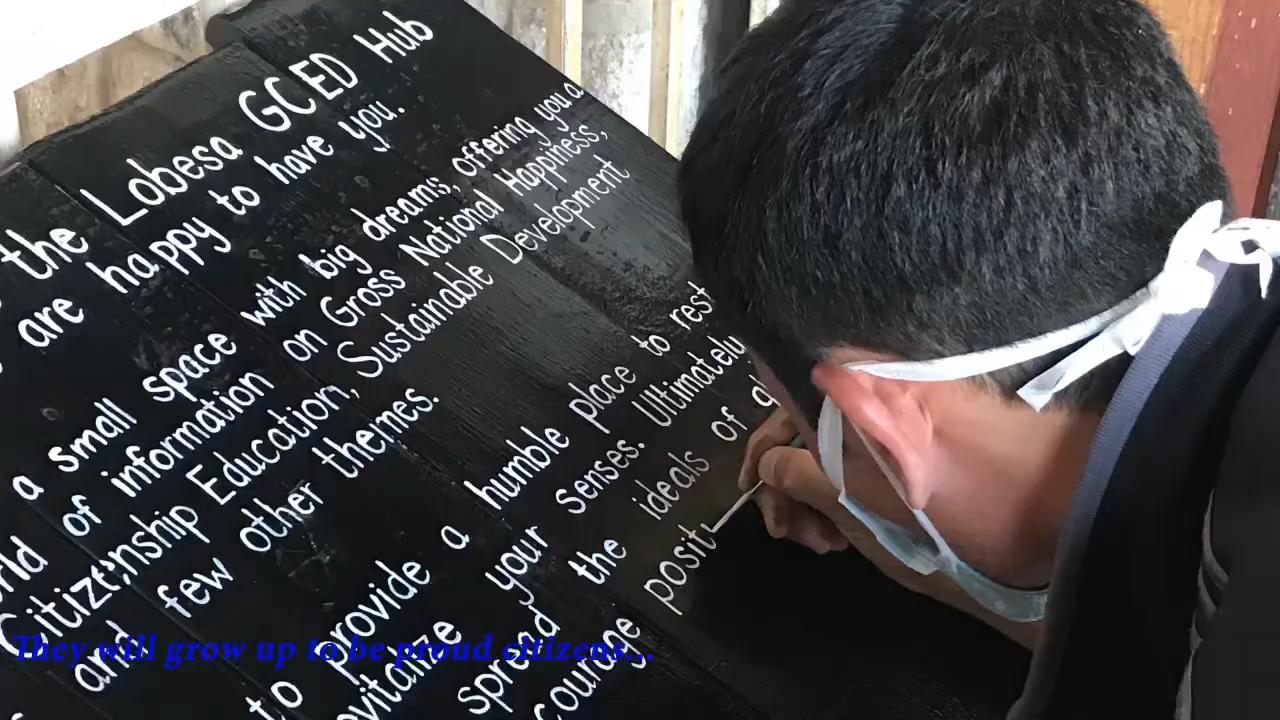 the Lobesa GCED Hub
are happy to have you.
a small space with big dreams, offering you a
of information on Gross National Happiness,
Citizenship Education, Sustainable Development
and few other themes.
to provide a humble place to rest
your senses. Ultimately,
spread the ideals of
posit
They will grow up to be proud citizens...